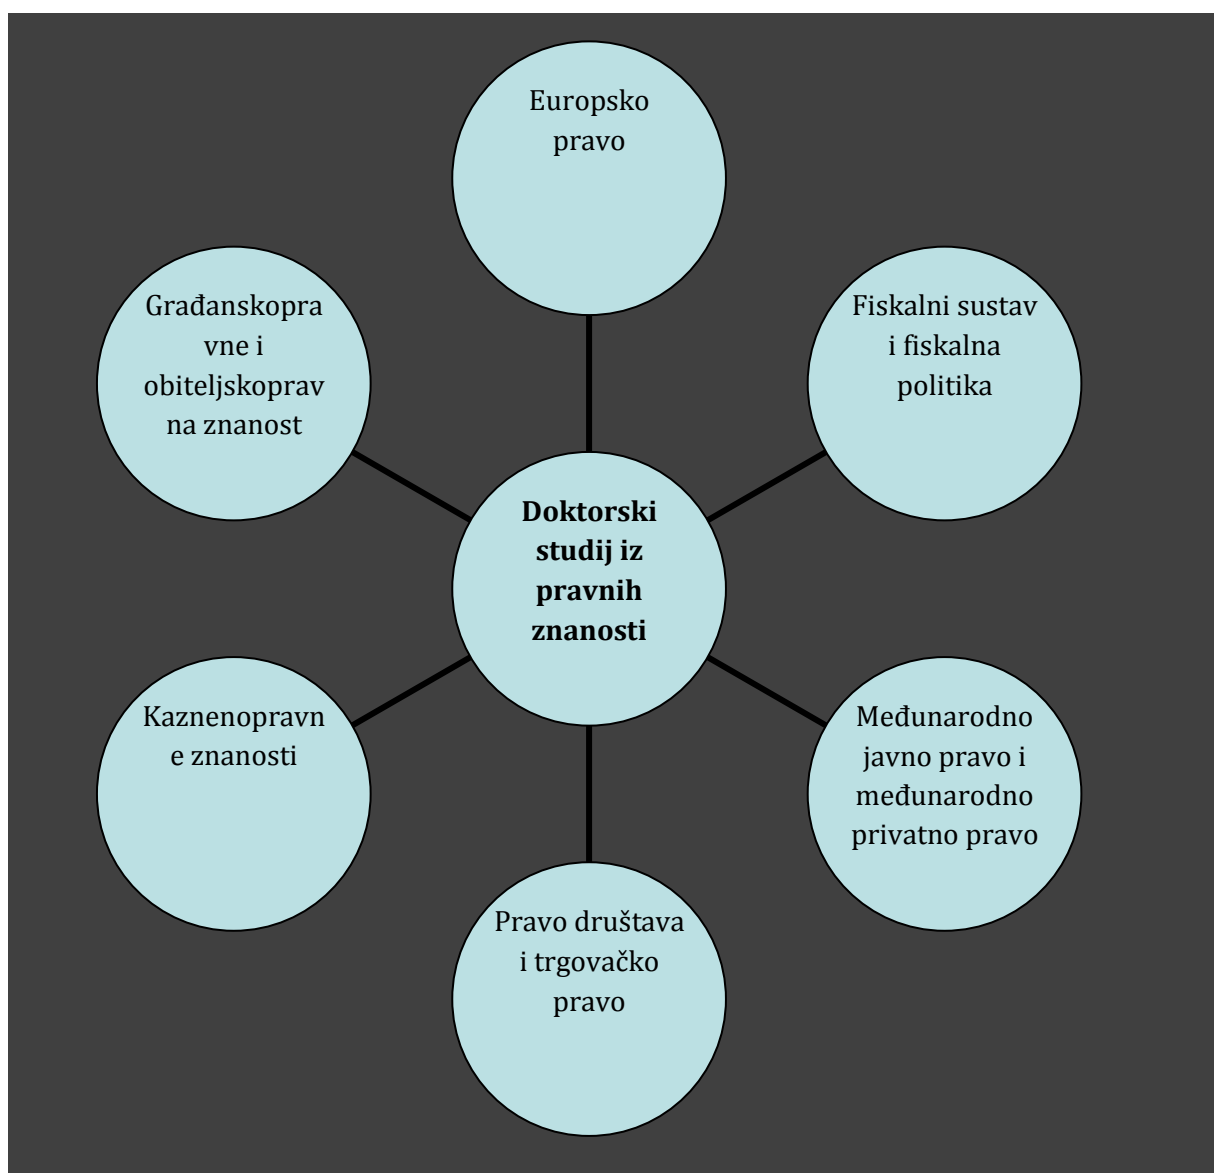 Europsko
pravo
Građanskopra
vne i
obiteljskoprav
na znanost
Fiskalni sustav
i fiskalna
politika
Doktorski
studij iz
pravnih
znanosti
Kaznenopravn
e znanosti
Međunarodno
javno pravo i
međunarodno
privatno pravo
Pravo društava
i trgovačko
pravo